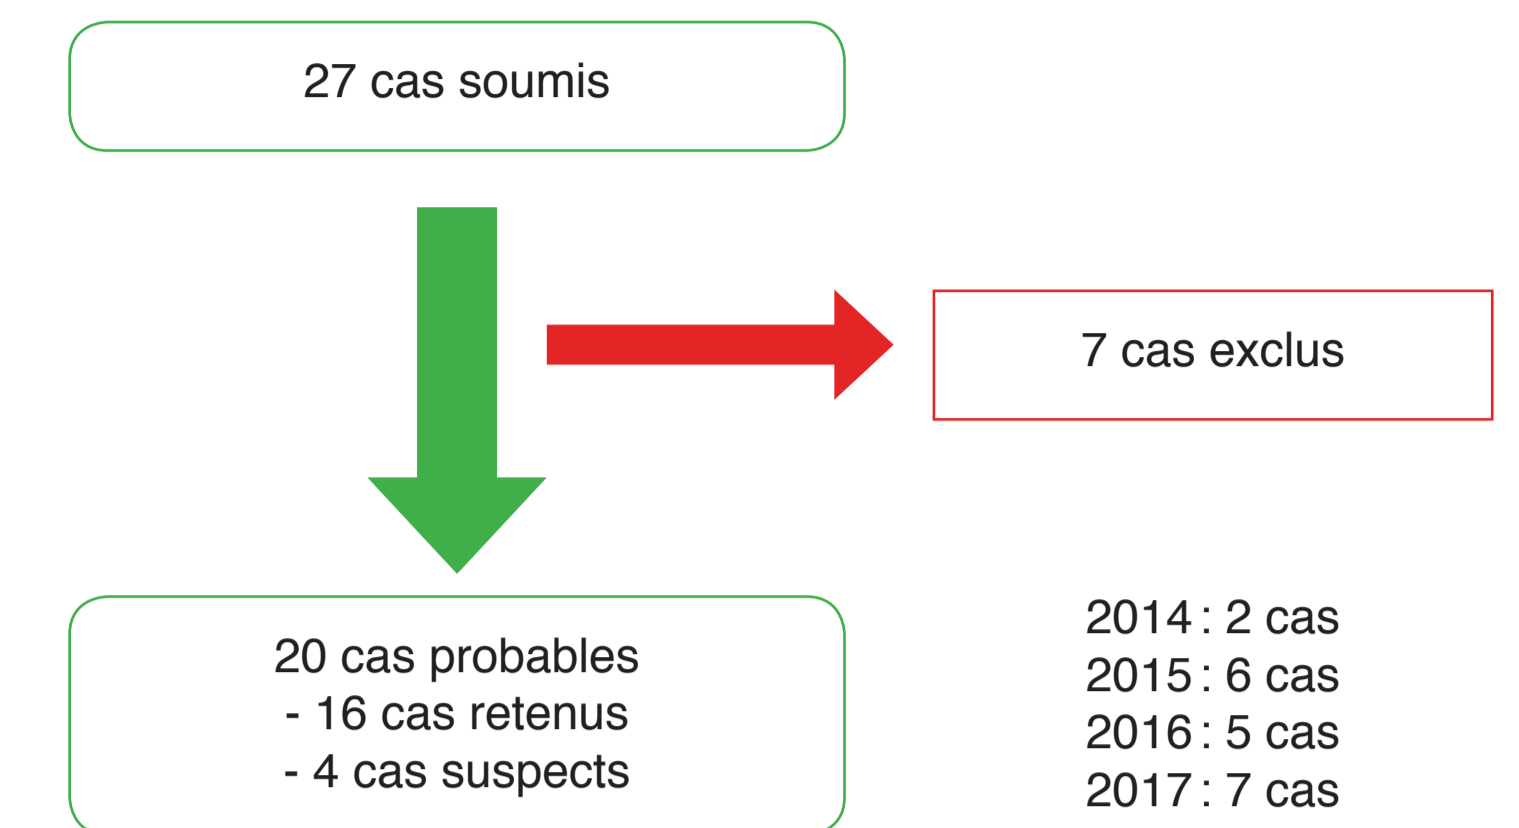 27 cas soumis
7 cas exclus
20 cas probables
- 16 cas retenus
- 4 cas suspects
2014 : 2 cas
2015 : 6 cas
2016 : 5 cas
2017 : 7 cas